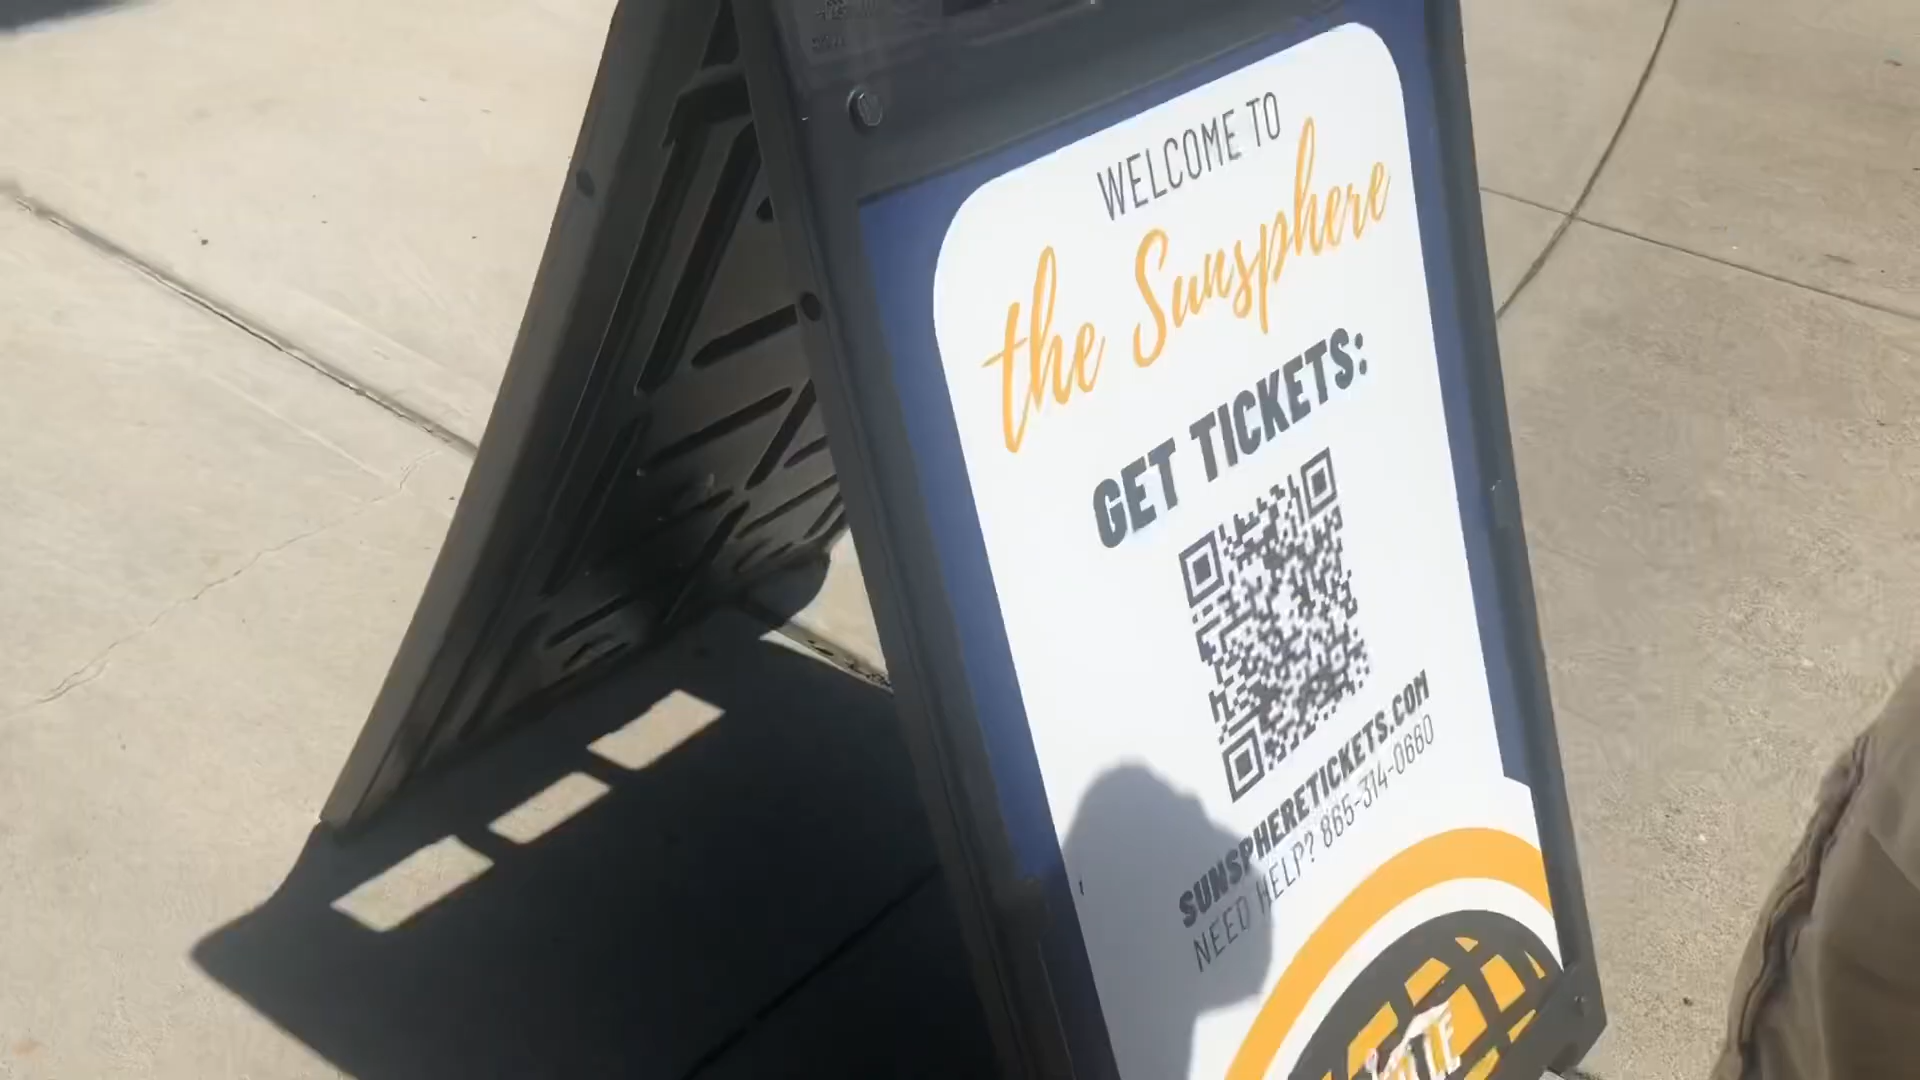 WELCOME TO
the Sunsphere
GET TICKETS:
SUNSPHERETICKETS.COM
NEED HELP? 865-314-0660